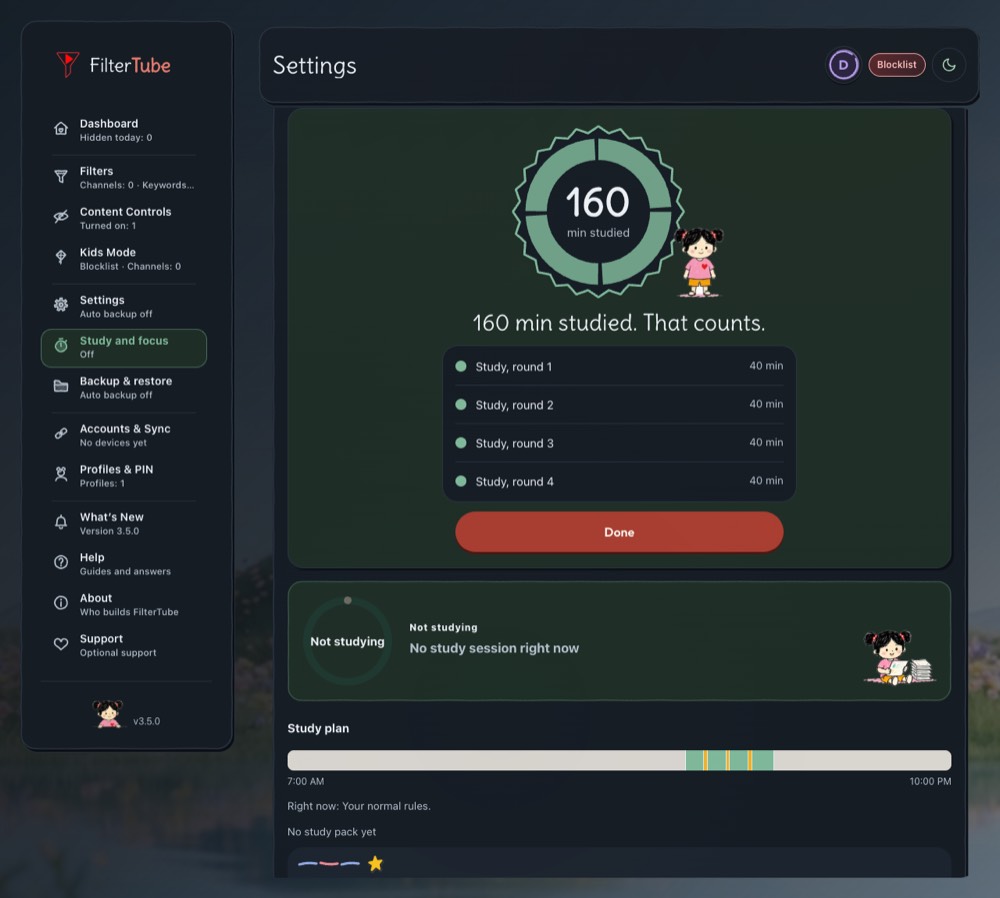 FilterTube
Dashboard
Hidden today: 0
Filters
Channels: 0 · Keywords...
Content Controls
Turned on: 1
Kids Mode
Blocklist · Channels: 0
Settings
Auto backup off
Study and focus
Off
Backup & restore
Auto backup off
Accounts & Sync
No devices yet
Profiles & PIN
Profiles: 1
What's New
Version 3.5.0
Help
Guides and answers
About
Who builds FilterTube
Support
Optional support
v3.5.0
Settings
D
Blocklist
160
min studied
160 min studied. That counts.
Study, round 1 40 min
Study, round 2 40 min
Study, round 3 40 min
Study, round 4 40 min
Done
Not studying
Not studying
No study session right now
Study plan
7:00 AM 10:00 PM
Right now: Your normal rules.
No study pack yet